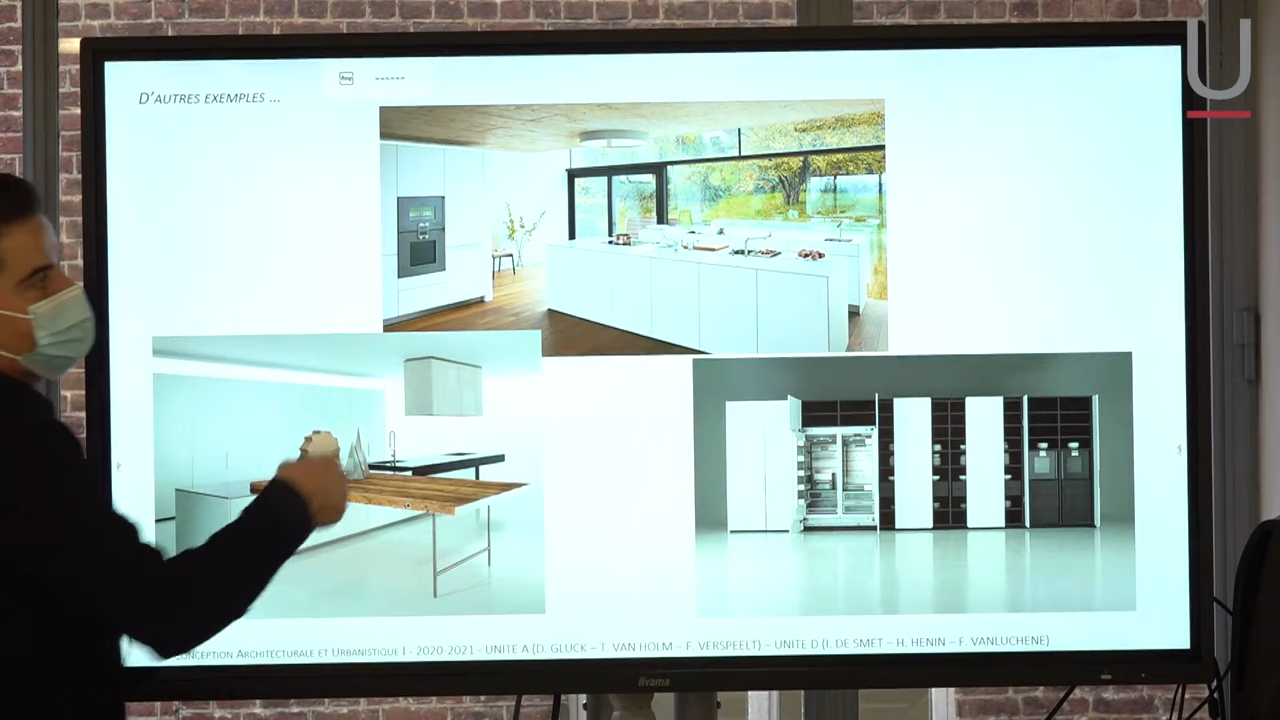 U
D'AUTRES EXEMPLES ...
CONCEPTION ARCHITECTURALE ET URBANISTIQUE I - 2020-2021 - UNITE A (D. GLUCK – T. VAN HOLM – F. VERSPEELT) – UNITE D (I. DE SMET – H. HENIN – F. VANLUCHENE)
iiyama